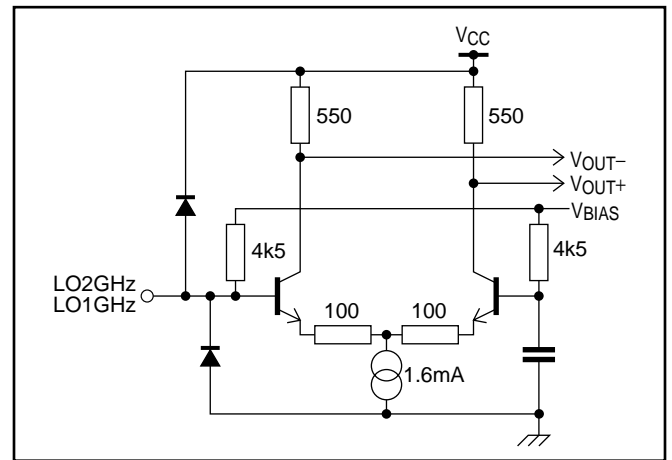 VCC
550
550
VOUT−
VOUT+
VBIAS
4k5
4k5
LO2GHz
LO1GHz
100
100
1.6mA